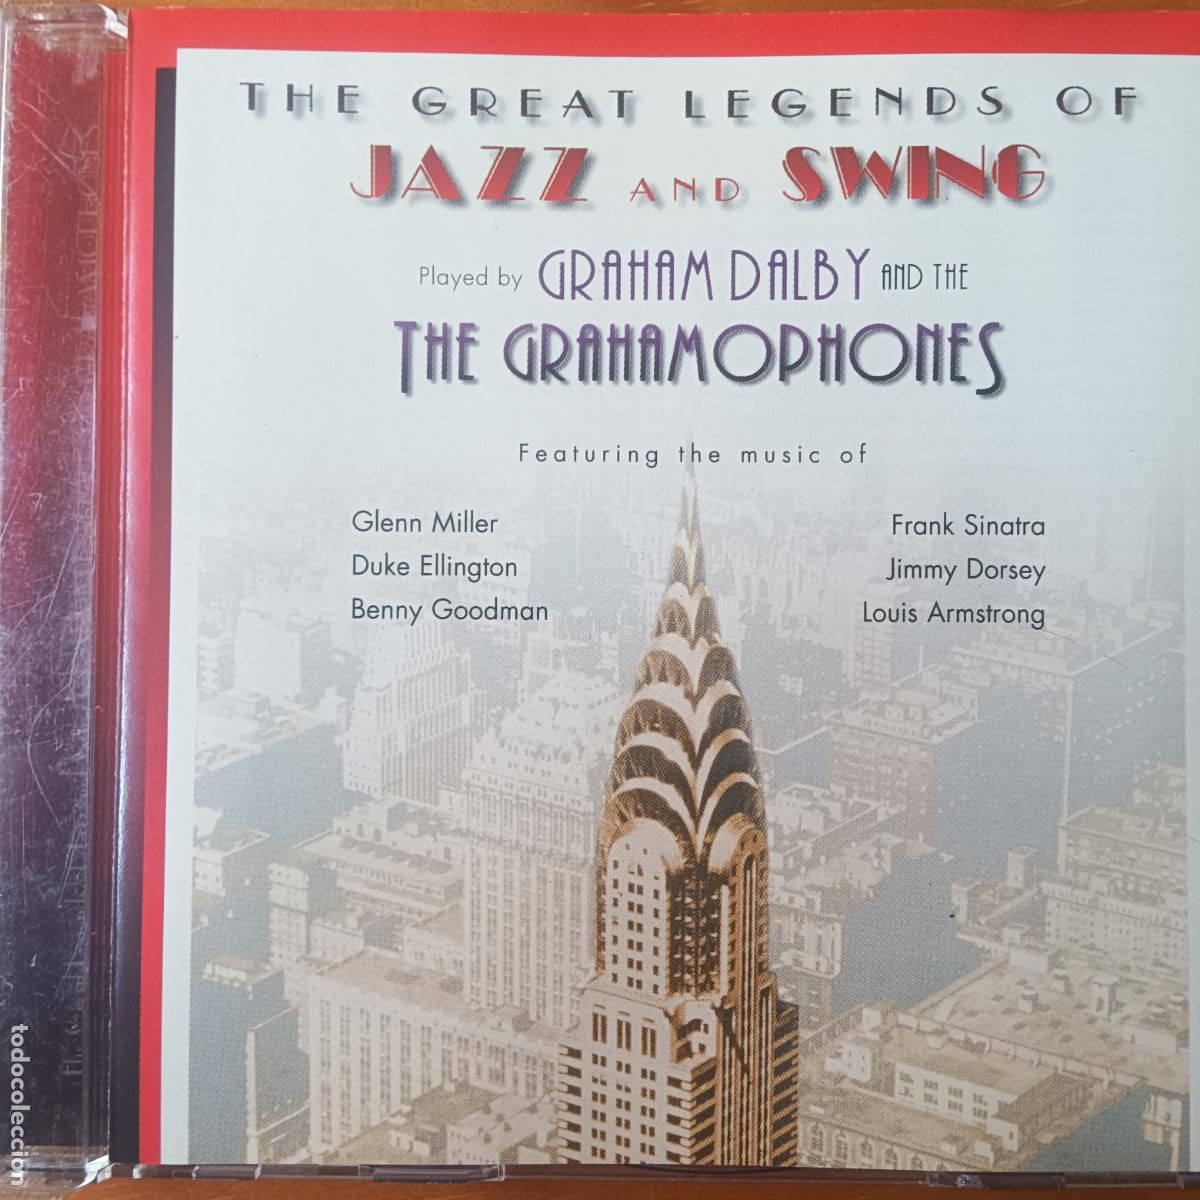 THE GREAT LEGENDS OF
JAZZ AND SWING
Played by GRAHAM DALBY AND THE
THE GRAHAMOPHONES
Featuring the music of
Glenn Miller
Duke Ellington
Benny Goodman
Frank Sinatra
Jimmy Dorsey
Louis Armstrong
todocoleccion